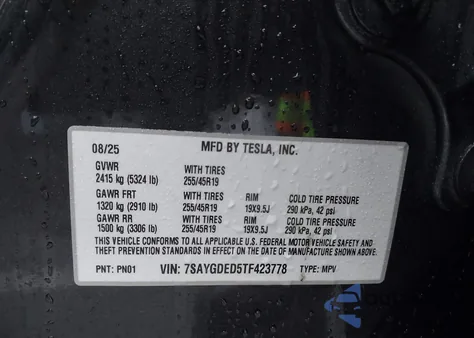 08/25 MFD BY TESLA, INC.
GVWR WITH TIRES
2415 kg (5324 lb) 255/45R19
GAWR FRT WITH TIRES RIM COLD TIRE PRESSURE
1320 kg (2910 lb) 255/45R19 19X9.5J 290 kPa, 42 psi
GAWR RR WITH TIRES RIM COLD TIRE PRESSURE
1500 kg (3306 lb) 255/45R19 19X9.5J 290 kPa, 42 psi
THIS VEHICLE CONFORMS TO ALL APPLICABLE U.S. FEDERAL MOTOR VEHICLE SAFETY AND
THEFT PREVENTION STANDARDS IN EFFECT ON THE DATE OF MANUFACTURE SHOWN ABOVE.
PNT: PN01 VIN: 7SAYGDED5TF423778 TYPE: MPV